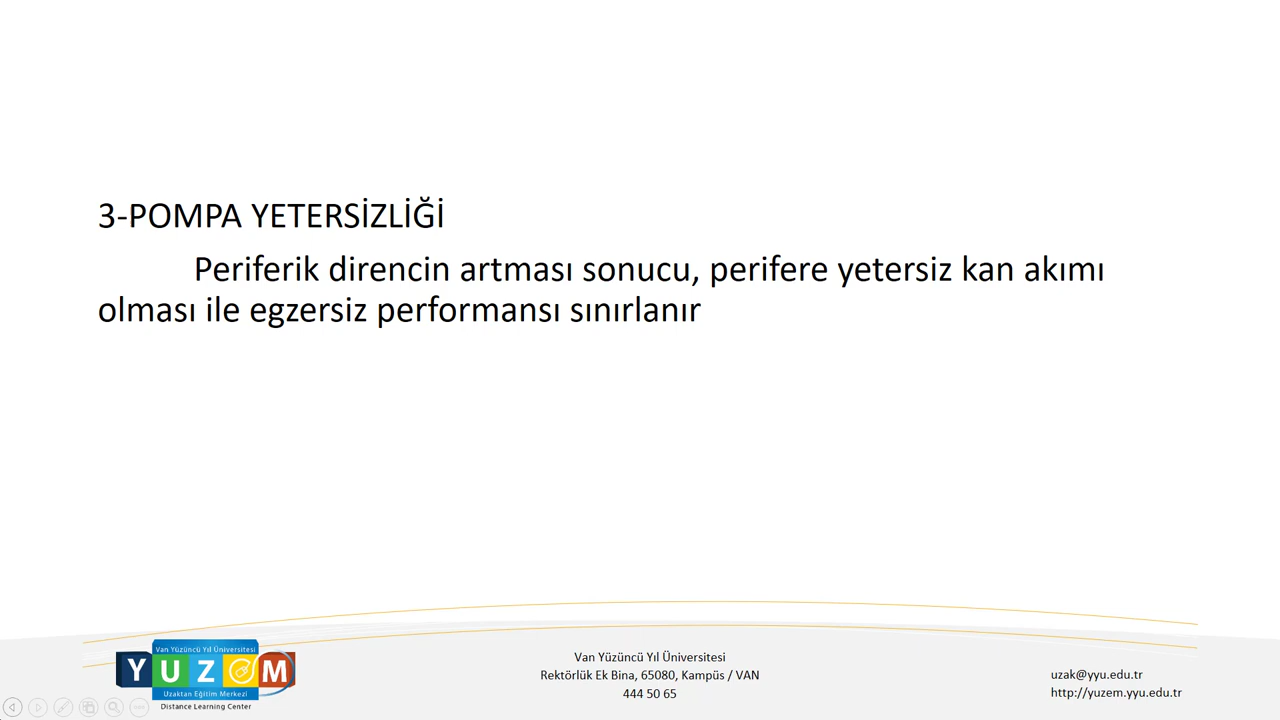 3-POMPA YETERSİZLİĞİ
Periferik direncin artması sonucu, perifere yetersiz kan akımı
olması ile egzersiz performansı sınırlanır
Van Yüzüncü Yıl Üniversitesi
YUZEM
Uzaktan Eğitim Merkezi
Distance Learning Center
Van Yüzüncü Yıl Üniversitesi
Rektörlük Ek Bina, 65080, Kampüs / VAN
444 50 65
uzak@yyu.edu.tr
http://yuzem.yyu.edu.tr